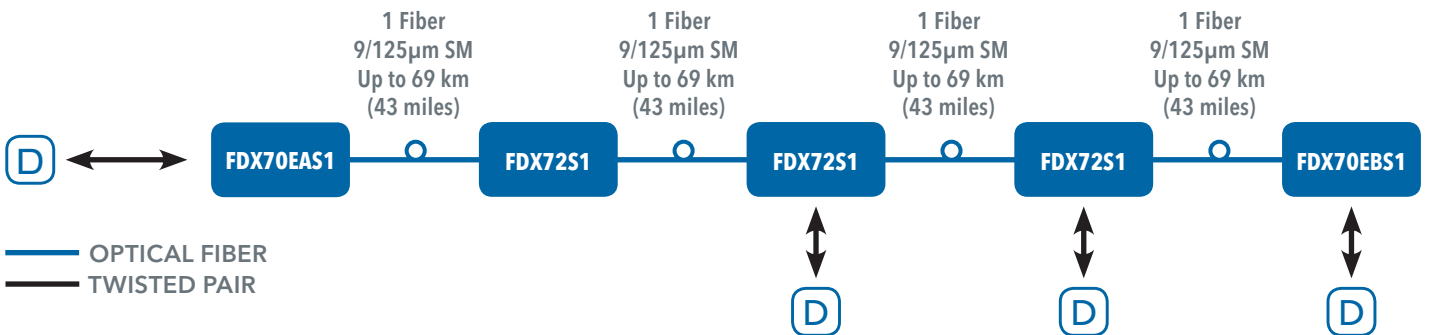 1 Fiber
9/125µm SM
Up to 69 km
(43 miles)
1 Fiber
9/125µm SM
Up to 69 km
(43 miles)
1 Fiber
9/125µm SM
Up to 69 km
(43 miles)
1 Fiber
9/125µm SM
Up to 69 km
(43 miles)
D
FDX70EAS1
FDX72S1
FDX72S1
FDX72S1
FDX70EBS1
OPTICAL FIBER
TWISTED PAIR
D
D
D